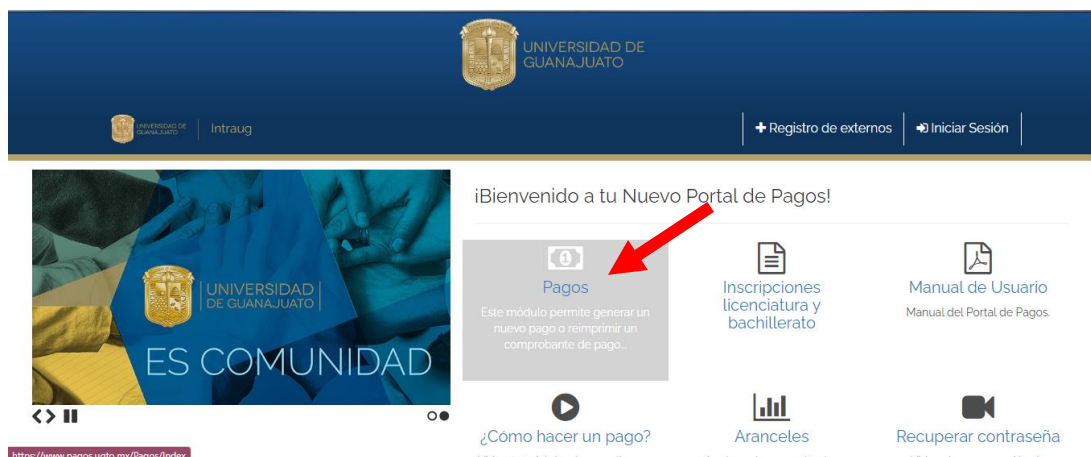 UNIVERSIDAD DE
GUANAJUATO
UNIVERSIDAD DE
GUANAJUATO
Intraug
Registro de externos
Iniciar Sesión
UNIVERSIDAD
DE GUANAJUATO
ES COMUNIDAD
¡Bienvenido a tu Nuevo Portal de Pagos!
1
Pagos
Este módulo permite generar un
nuevo pago o reimprimir un
comprobante de pago...
Inscripciones
licenciatura y
bachillerato
Manual de Usuario
Manual del Portal de Pagos.
¿Cómo hacer un pago?
Aranceles
Recuperar contraseña
https://www.pagos.ugto.mx/Pagos/Index